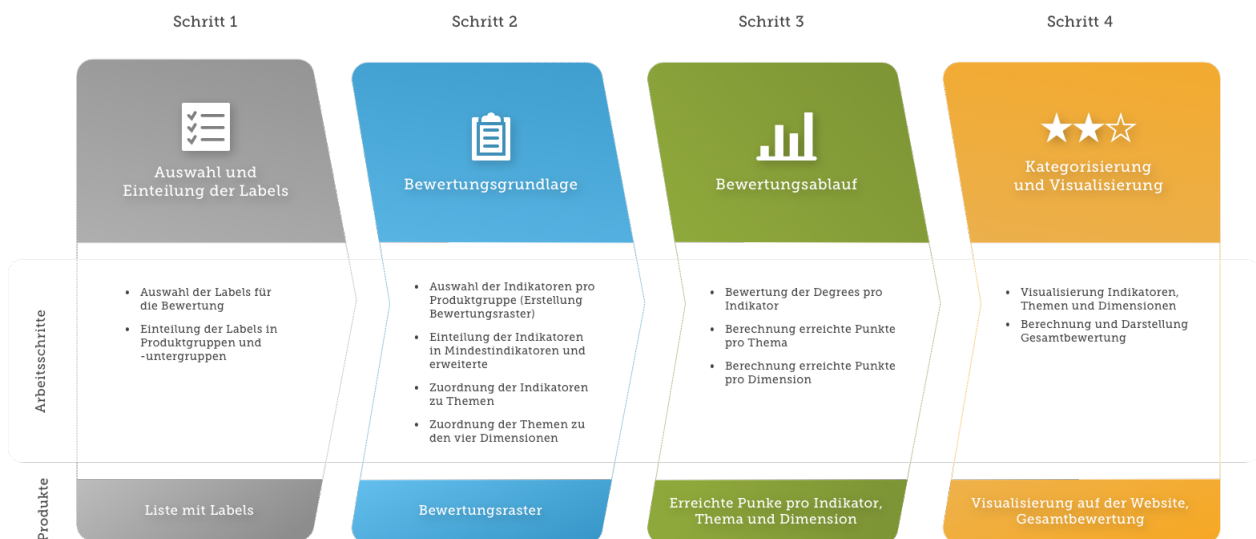 Schritt 1
Schritt 2
Schritt 3
Schritt 4
Auswahl und
Einteilung der Labels
Bewertungsgrundlage
Bewertungsablauf
Kategorisierung
und Visualisierung
Arbeitsschritte
• Auswahl der Labels für
die Bewertung
• Einteilung der Labels in
Produktgruppen und
-untergruppen
• Auswahl der Indikatoren pro
Produktgruppe (Erstellung
Bewertungsraster)
• Einteilung der Indikatoren
in Mindestindikatoren und
erweiterte
• Zuordnung der Indikatoren
zu Themen
• Zuordnung der Themen zu
den vier Dimensionen
• Bewertung der Degrees pro
Indikator
• Berechnung erreichte Punkte
pro Thema
• Berechnung erreichte Punkte
pro Dimension
• Visualisierung Indikatoren,
Themen und Dimensionen
• Berechnung und Darstellung
Gesamtbewertung
Produkte
Liste mit Labels
Bewertungsraster
Erreichte Punke pro Indikator,
Thema und Dimension
Visualisierung auf der Website,
Gesamtbewertung